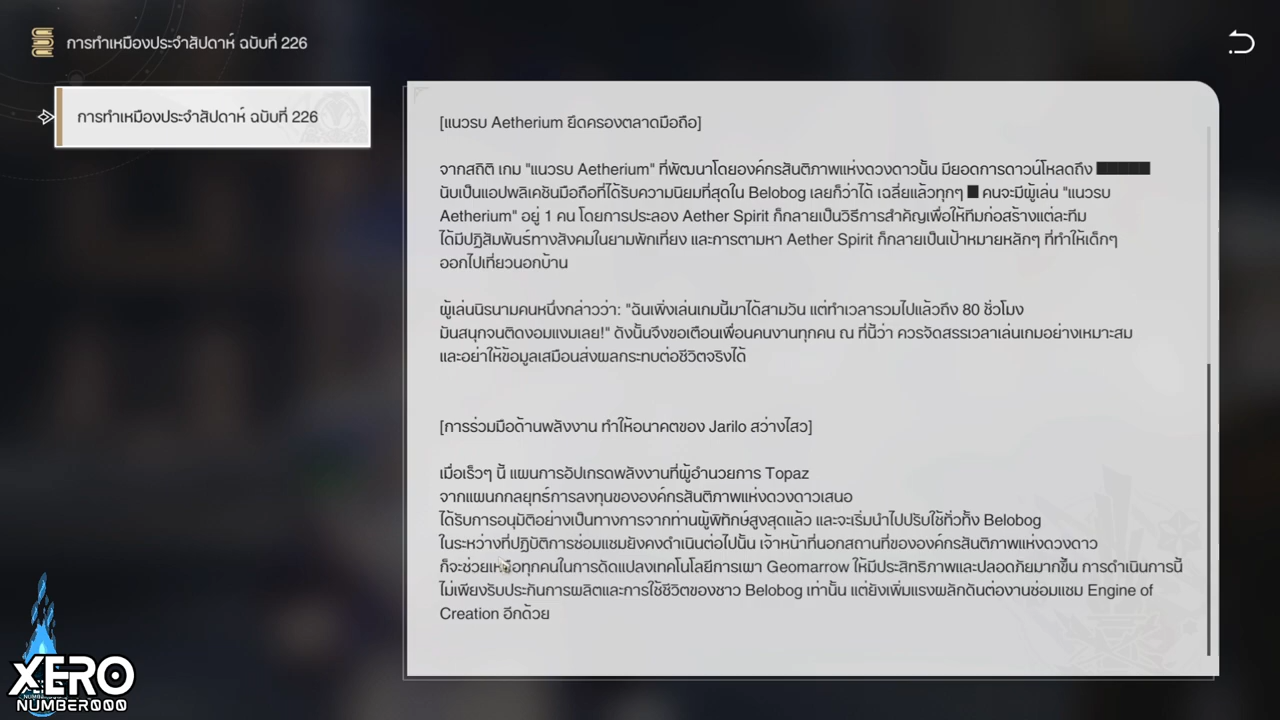 การทำเหมืองประจำสัปดาห์ ฉบับที่ 226
การทำเหมืองประจำสัปดาห์ ฉบับที่ 226
[แนวรบ Aetherium ยึดครองตลาดมือถือ]
จากสถิติ เกม "แนวรบ Aetherium" ที่พัฒนาโดยองค์กรสันติภาพแห่งดวงดาวนั้น มียอดการดาวน์โหลดถึง █████
นับเป็นแอปพลิเคชันมือถือที่ได้รับความนิยมที่สุดใน Belobog เลยก็ว่าได้ เฉลี่ยแล้วทุกๆ █ คนจะมีผู้เล่น "แนวรบ
Aetherium" อยู่ 1 คน โดยการประลอง Aether Spirit ก็กลายเป็นวิธีการสำคัญเพื่อให้ทีมก่อสร้างแต่ละทีม
ได้มีปฏิสัมพันธ์ทางสังคมในยามพักเที่ยง และการตามหา Aether Spirit ก็กลายเป็นเป้าหมายหลักๆ ที่ทำให้เด็กๆ
ออกไปเที่ยวนอกบ้าน
ผู้เล่นนิรนามคนหนึ่งกล่าวว่า: "ฉันเพิ่งเล่นเกมนี้มาได้สามวัน แต่ทำเวลารวมไปแล้วถึง 80 ชั่วโมง
มันสนุกจนติดงอมแงมเลย!" ดังนั้นจึงขอเตือนเพื่อนคนงานทุกคน ณ ที่นี้ว่า ควรจัดสรรเวลาเล่นเกมอย่างเหมาะสม
และอย่าให้ข้อมูลเสมือนส่งผลกระทบต่อชีวิตจริงได้
[การร่วมมือด้านพลังงาน ทำให้อนาคตของ Jarilo สว่างไสว]
เมื่อเร็วๆ นี้ แผนการอัปเกรดพลังงานที่ผู้อำนวยการ Topaz
จากแผนกกลยุทธ์การลงทุนขององค์กรสันติภาพแห่งดวงดาวเสนอ
ได้รับการอนุมัติอย่างเป็นทางการจากท่านผู้พิทักษ์สูงสุดแล้ว และจะเริ่มนำไปปรับใช้ทั่วทั้ง Belobog
ในระหว่างที่ปฏิบัติการซ่อมแซมยังคงดำเนินต่อไปนั้น เจ้าหน้าที่นอกสถานที่ขององค์กรสันติภาพแห่งดวงดาว
ก็จะช่วยเหลือทุกคนในการดัดแปลงเทคโนโลยีการเผา Geomarrow ให้มีประสิทธิภาพและปลอดภัยมากขึ้น การดำเนินการนี้
ไม่เพียงรับประกันการผลิตและการใช้ชีวิตของชาว Belobog เท่านั้น แต่ยังเพิ่มแรงผลักดันต่องานซ่อมแซม Engine of
Creation อีกด้วย
XERO
NUMBER000